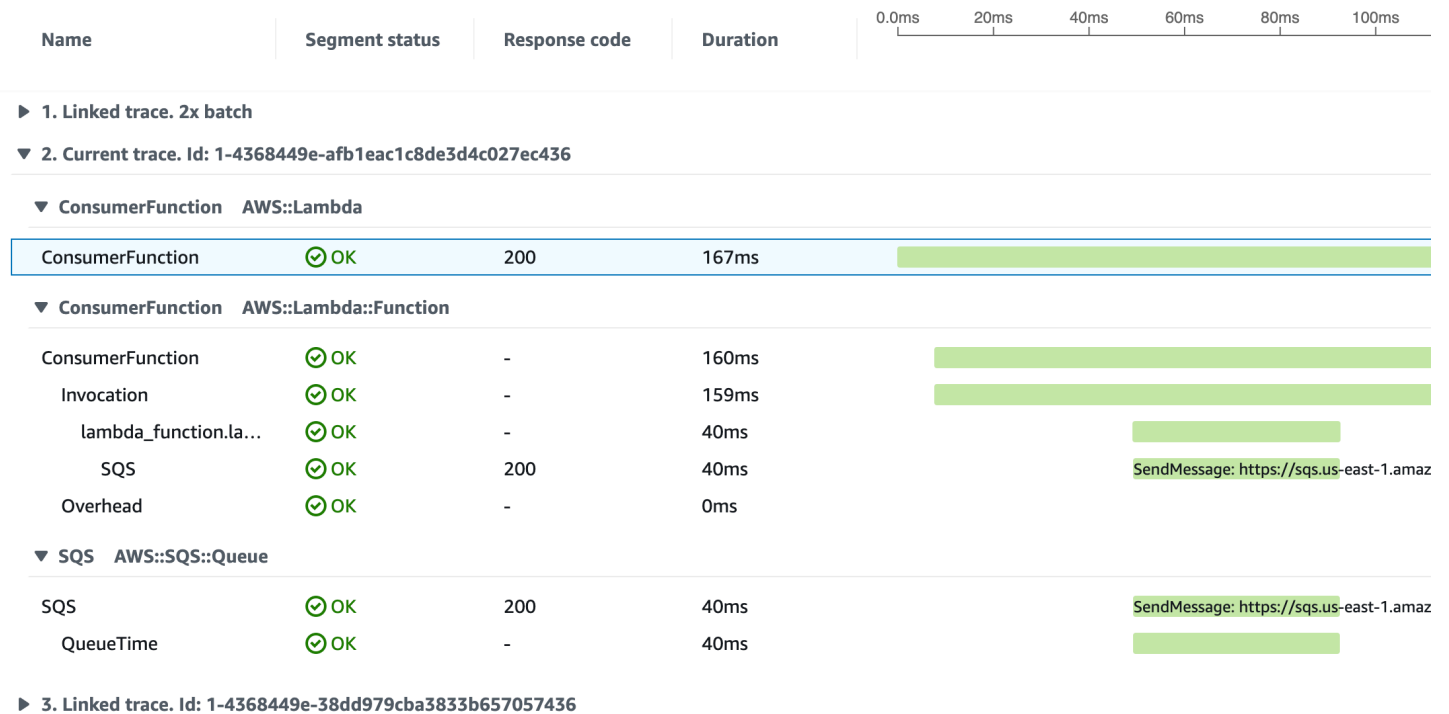 0.0ms 20ms 40ms 60ms 80ms 100ms
Name Segment status Response code Duration
1. Linked trace. 2x batch
2. Current trace. Id: 1-4368449e-afb1eac1c8de3d4c027ec436
ConsumerFunction AWS::Lambda
ConsumerFunction OK 200 167ms
ConsumerFunction AWS::Lambda::Function
ConsumerFunction OK - 160ms
Invocation OK - 159ms
lambda_function.la... OK - 40ms
SQS OK 200 40ms SendMessage: https://sqs.us-east-1.amaz
Overhead OK - 0ms
SQS AWS::SQS::Queue
SQS OK 200 40ms SendMessage: https://sqs.us-east-1.amaz
QueueTime OK - 40ms
3. Linked trace. Id: 1-4368449e-38dd979cba3833b657057436